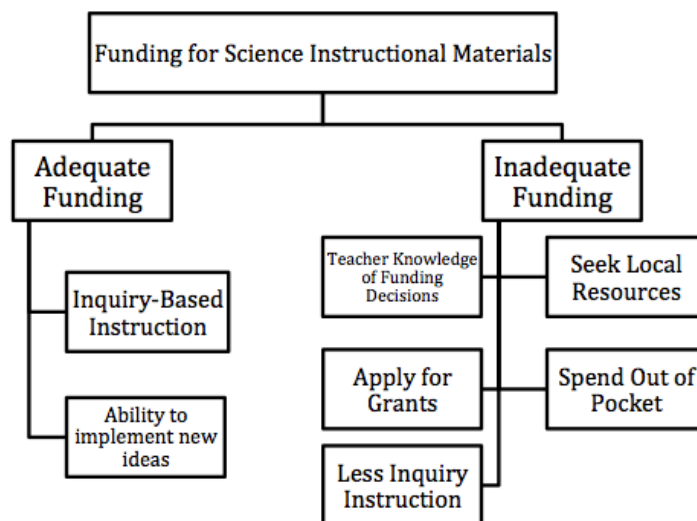 Funding for Science Instructional Materials
Adequate
Funding
Inadequate
Funding
Inquiry-Based
Instruction
Ability to
implement new
ideas
Teacher Knowledge
of Funding
Decisions
Seek Local
Resources
Apply for
Grants
Spend Out of
Pocket
Less Inquiry
Instruction